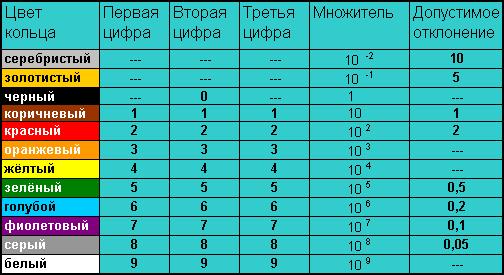 Цвет кольца Первая цифра Вторая цифра Третья цифра Множитель Допустимое отклонение
серебристый --- --- --- 10 -2 10
золотистый --- --- --- 10 -1 5
черный --- 0 --- 1 ---
коричневый 1 1 1 10 1
красный 2 2 2 10 2 2
оранжевый 3 3 3 10 3 ---
жёлтый 4 4 4 10 4 ---
зелёный 5 5 5 10 5 0,5
голубой 6 6 6 10 6 0,2
фиолетовый 7 7 7 10 7 0,1
серый 8 8 8 10 8 0,05
белый 9 9 9 10 9 ---